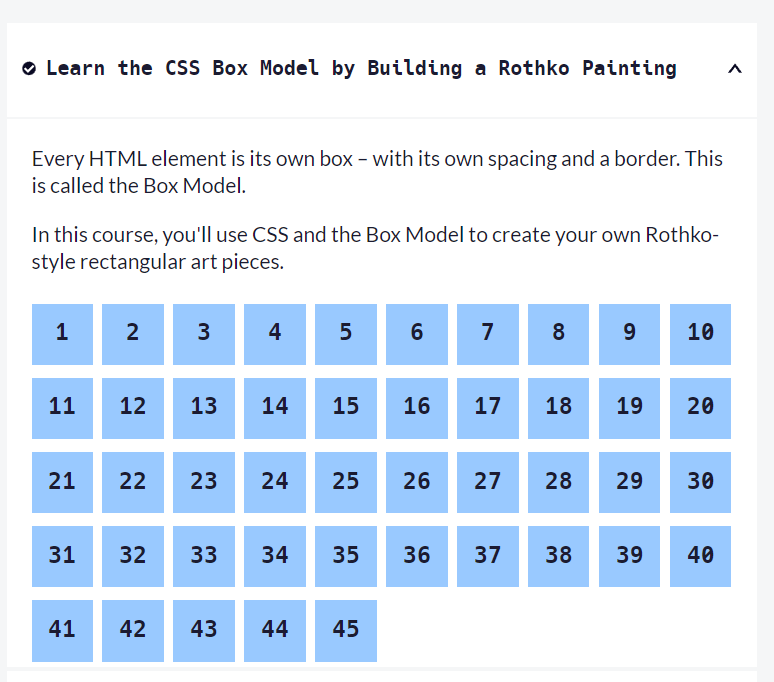 Learn the CSS Box Model by Building a Rothko Painting
Every HTML element is its own box – with its own spacing and a border. This
is called the Box Model.
In this course, you'll use CSS and the Box Model to create your own Rothko-
style rectangular art pieces.
1 2 3 4 5 6 7 8 9 10
11 12 13 14 15 16 17 18 19 20
21 22 23 24 25 26 27 28 29 30
31 32 33 34 35 36 37 38 39 40
41 42 43 44 45